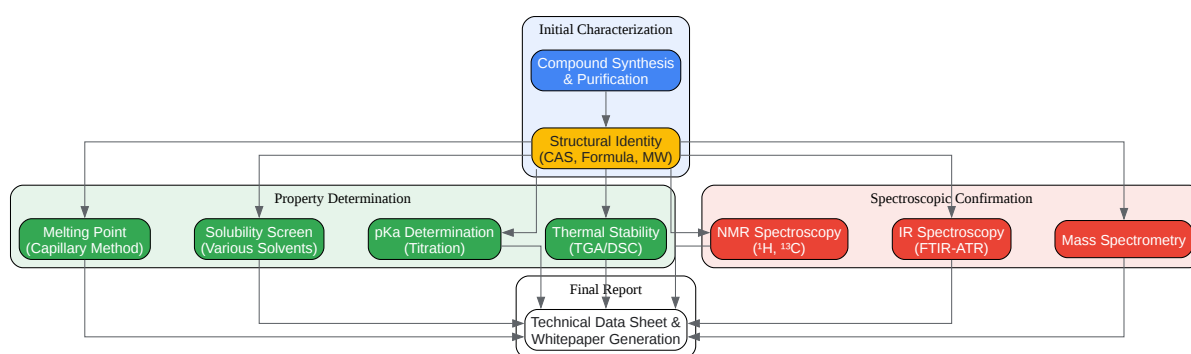 Initial Characterization
Compound Synthesis
& Purification
Structural Identity
(CAS, Formula, MW)
Property Determination
Spectroscopic Confirmation
Melting Point
(Capillary Method)
Solubility Screen
(Various Solvents)
pKa Determination
(Titration)
Thermal Stability
(TGA/DSC)
NMR Spectroscopy
(¹H, ¹³C)
IR Spectroscopy
(FTIR-ATR)
Mass Spectrometry
Final Report
Technical Data Sheet &
Whitepaper Generation